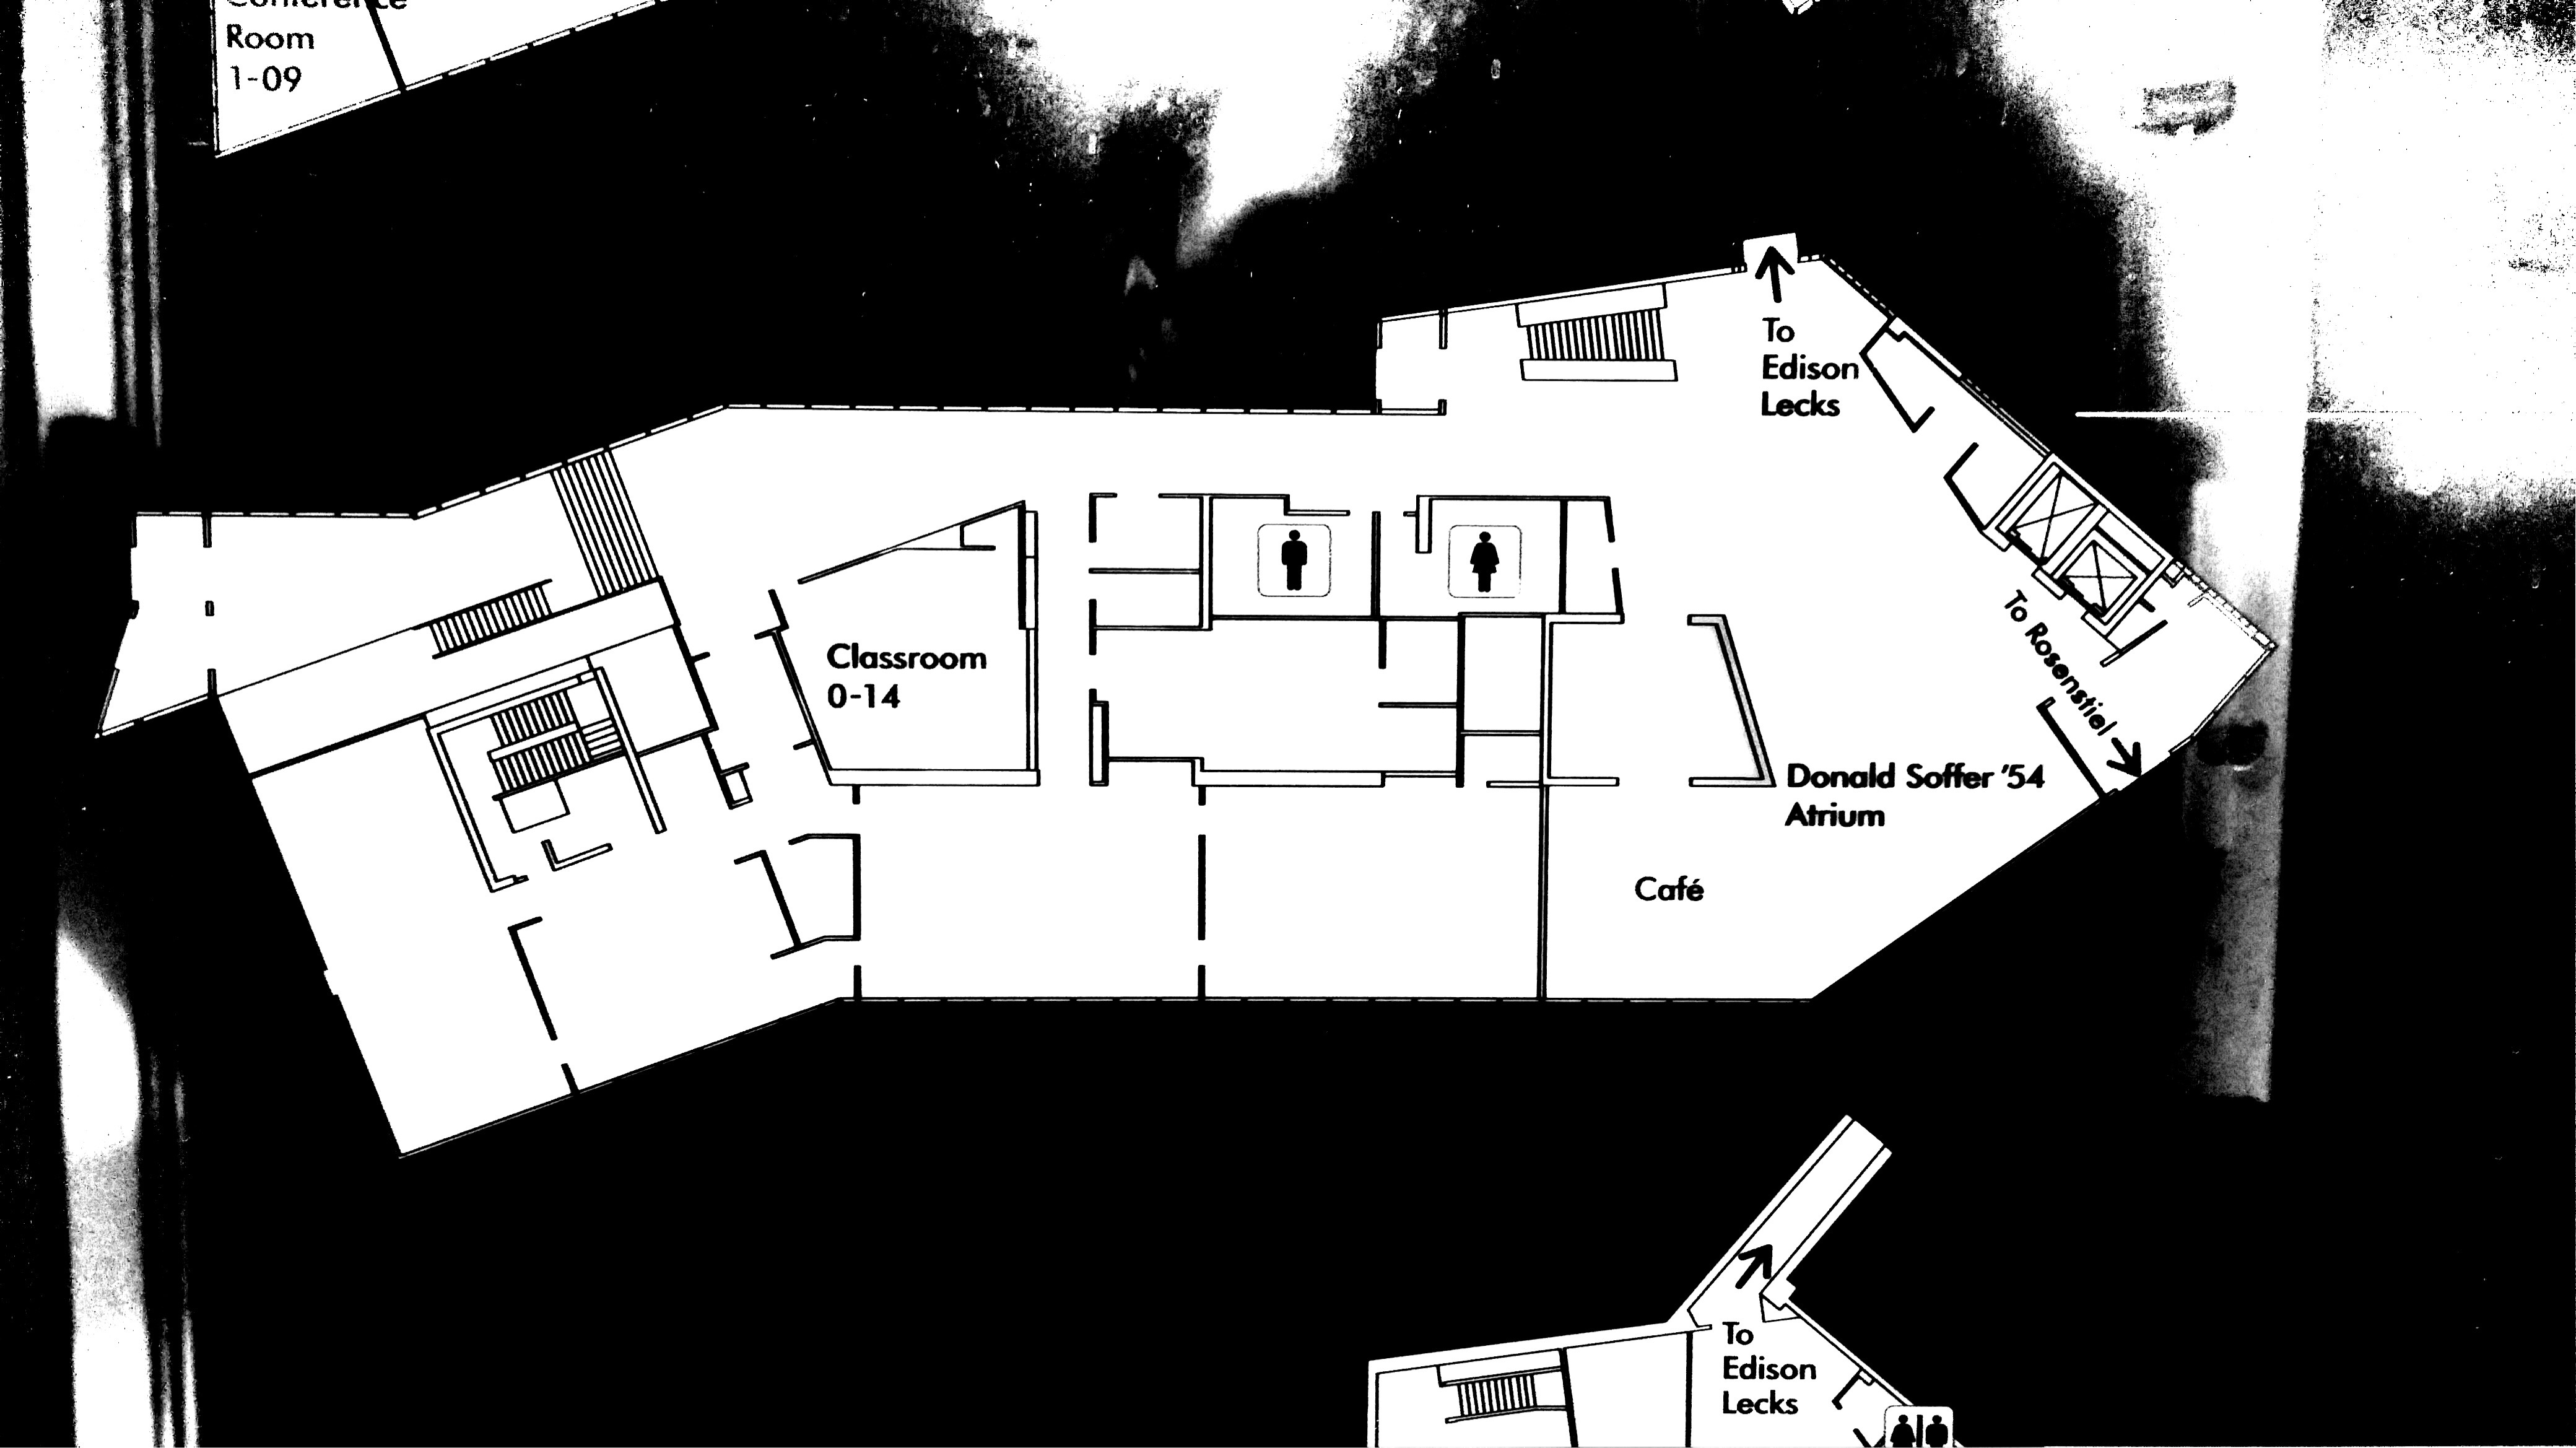 Conference
Room
1-09
To
Edison
Lecks
Classroom
0-14
To Rosenstiel
Donald Soffer '54
Atrium
Café
To
Edison
Lecks